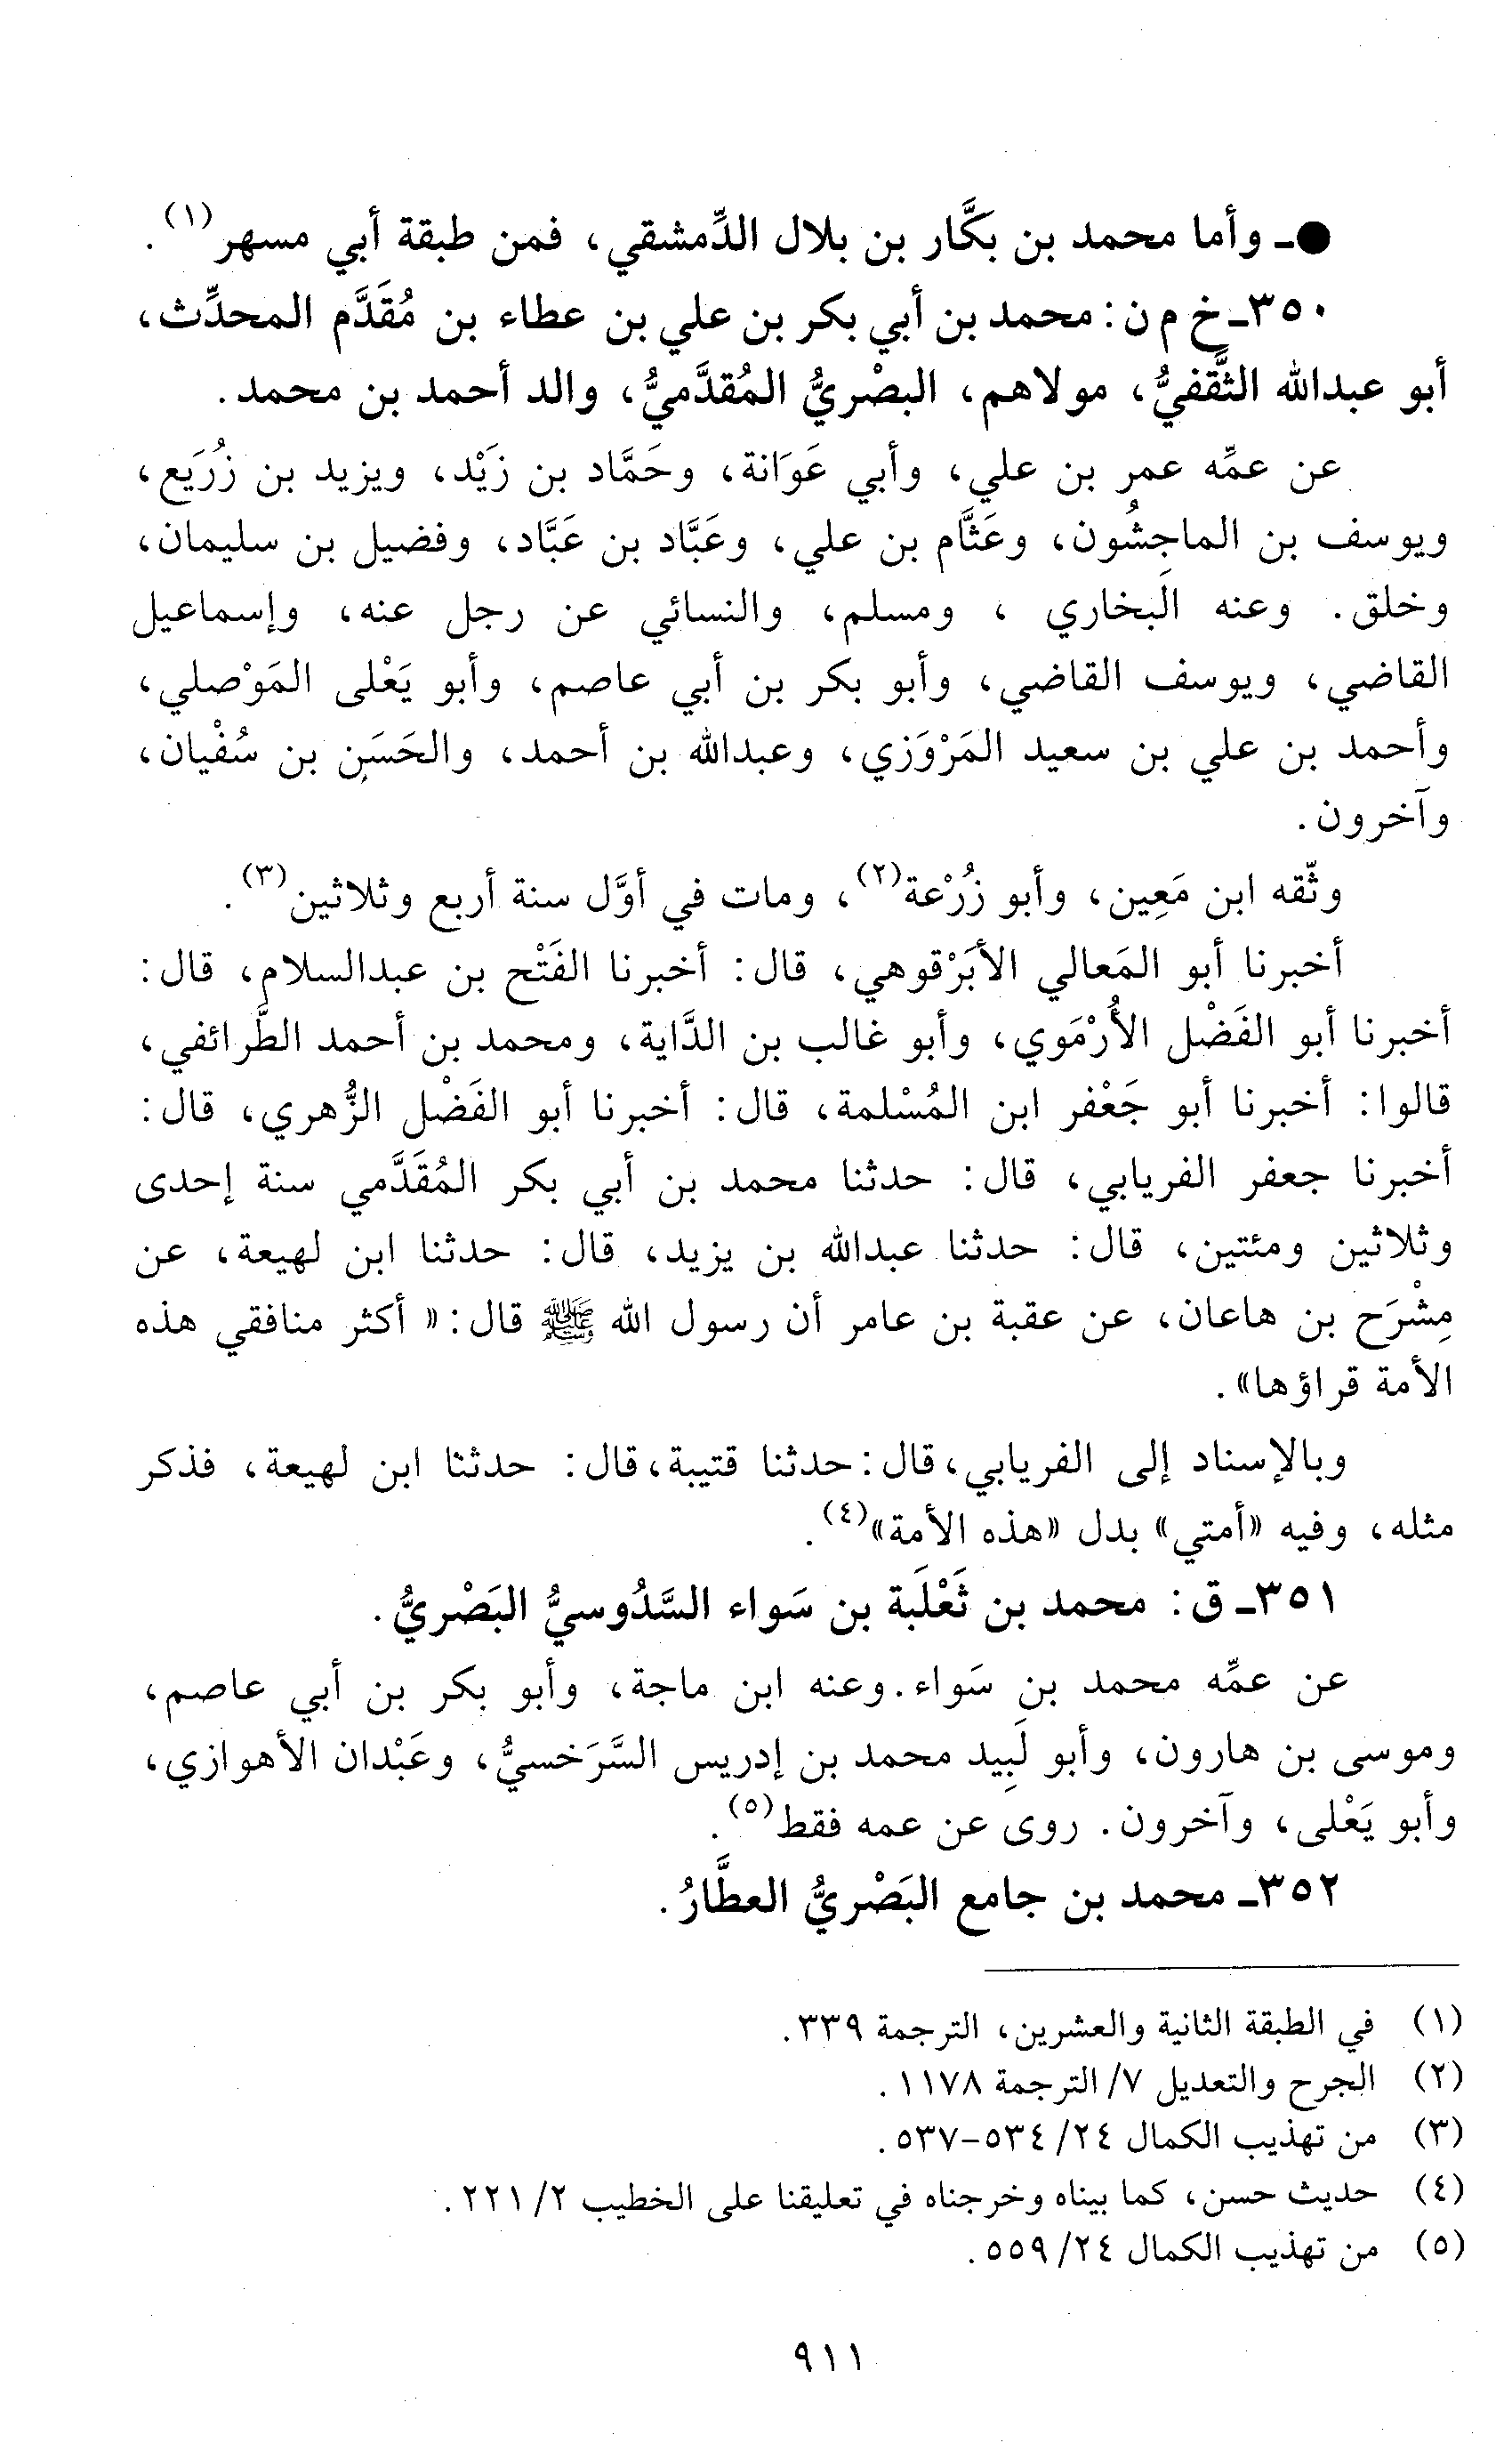 ●ـ وأما محمد بن بكَّار بن بلال الدِّمشقي، فمن طبقة أبي مسهر(١).
٣٥٠ـ خ م ن: محمد بن أبي بكر بن علي بن عطاء بن مُقَدَّم المحدِّث،
أبو عبدالله الثَّقفيُّ، مولاهم، البصْريُّ المُقدَّميُّ، والد أحمد بن محمد.
عن عمِّه عمر بن علي، وأبي عَوَانة، وحَمَّاد بن زَيْد، ويزيد بن زُرَيع،
ويوسف بن الماجِشُون، وعَثَّام بن علي، وعَبَّاد بن عَبَّاد، وفضيل بن سليمان،
وخلق. وعنه البخاري ، ومسلم، والنسائي عن رجل عنه، وإسماعيل
القاضي، ويوسف القاضي، وأبو بكر بن أبي عاصم، وأبو يَعْلى المَوْصلي،
وأحمد بن علي بن سعيد المَرْوَزي، وعبدالله بن أحمد، والحَسَنِ بن سُفْيان،
وآخرون.
وثّقه ابن مَعِين، وأبو زُرْعة(٢)، ومات في أوَّل سنة أربع وثلاثين(٣).
أخبرنا أبو المَعالي الأبَرْقوهي، قال: أخبرنا الفَتْح بن عبدالسلام، قال:
أخبرنا أبو الفَضْل الأُرْمَوي، وأبو غالب بن الدَّاية، ومحمد بن أحمد الطَّرائفي،
قالوا: أخبرنا أبو جَعْفر ابن المُسْلمة، قال: أخبرنا أبو الفَضْل الزُّهري، قال:
أخبرنا جعفر الفريابي، قال: حدثنا محمد بن أبي بكر المُقَدَّمي سنة إحدى
وثلاثين ومئتين، قال: حدثنا عبدالله بن يزيد، قال: حدثنا ابن لهيعة، عن
مِشْرَح بن هاعان، عن عقبة بن عامر أن رسول الله ﷺ قال: «أكثر منافقي هذه
الأمة قراؤها».
وبالإسناد إلى الفريابي، قال: حدثنا قتيبة، قال: حدثنا ابن لهيعة، فذكر
مثله، وفيه «أمتي» بدل «هذه الأمة»(٤).
٣٥١ـ ق: محمد بن ثَعْلَبة بن سَواء السَّدُوسيُّ البَصْريُّ.
عن عمِّه محمد بن سَواء. وعنه ابن ماجة، وأبو بكر بن أبي عاصم،
وموسى بن هارون، وأبو لَبِيد محمد بن إدريس السَّرَخسيُّ، وعَبْدان الأهوازي،
وأبو يَعْلى، وآخرون. روى عن عمه فقط(٥).
٣٥٢ـ محمد بن جامع البَصْريُّ العطَّارُ.
(١) في الطبقة الثانية والعشرين، الترجمة ٣٣٩.
(٢) الجرح والتعديل ٧/ الترجمة ١١٧٨.
(٣) من تهذيب الكمال ٢٤/ ٥٣٤-٥٣٧.
(٤) حديث حسن، كما بيناه وخرجناه في تعليقنا على الخطيب ٢/ ٢٢١.
(٥) من تهذيب الكمال ٢٤/ ٥٥٩.
٩١١